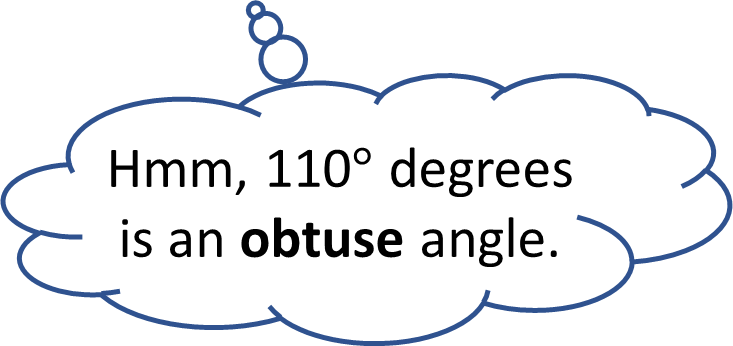 Hmm, 110° degrees
is an obtuse angle.